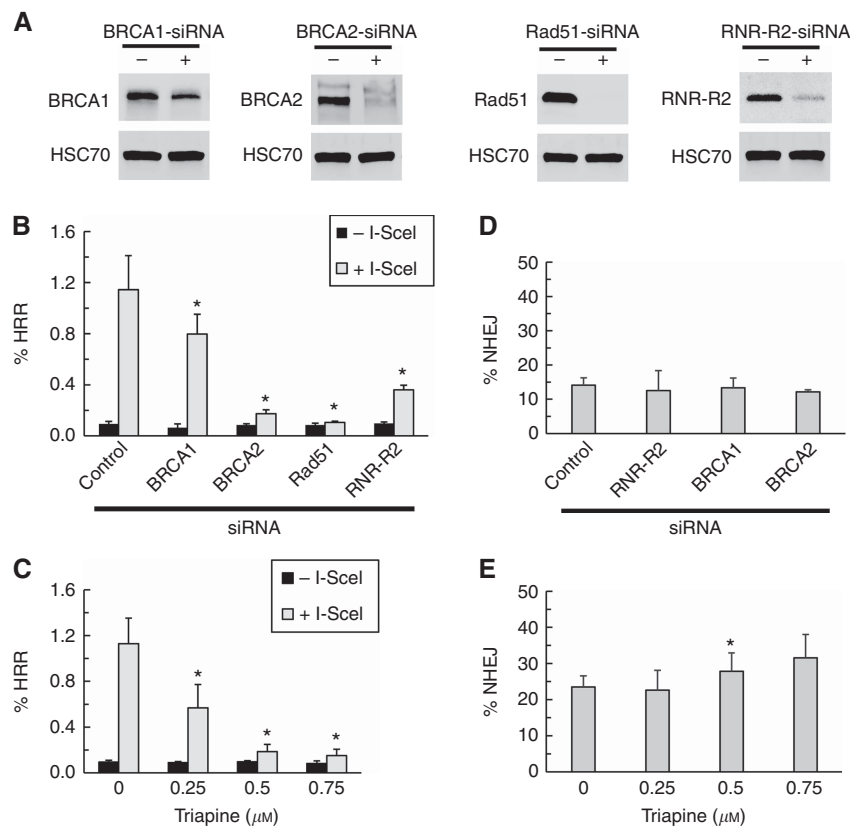 A
BRCA1-siRNA BRCA2-siRNA Rad51-siRNA RNR-R2-siRNA
– + – + – + – +
BRCA1 BRCA2 Rad51 RNR-R2
HSC70 HSC70 HSC70 HSC70
B
% HRR
1.6
1.2
0.8
0.4
0.0
– I-SceI
+ I-SceI
*
*
*
*
Control BRCA1 BRCA2 Rad51 RNR-R2
siRNA
D
% NHEJ
50
40
30
20
10
0
Control RNR-R2 BRCA1 BRCA2
siRNA
C
% HRR
1.6
1.2
0.8
0.4
0.0
– I-SceI
+ I-SceI
*
*
*
0 0.25 0.5 0.75
Triapine (μM)
E
% NHEJ
50
40
30
20
10
0
*
0 0.25 0.5 0.75
Triapine (μM)